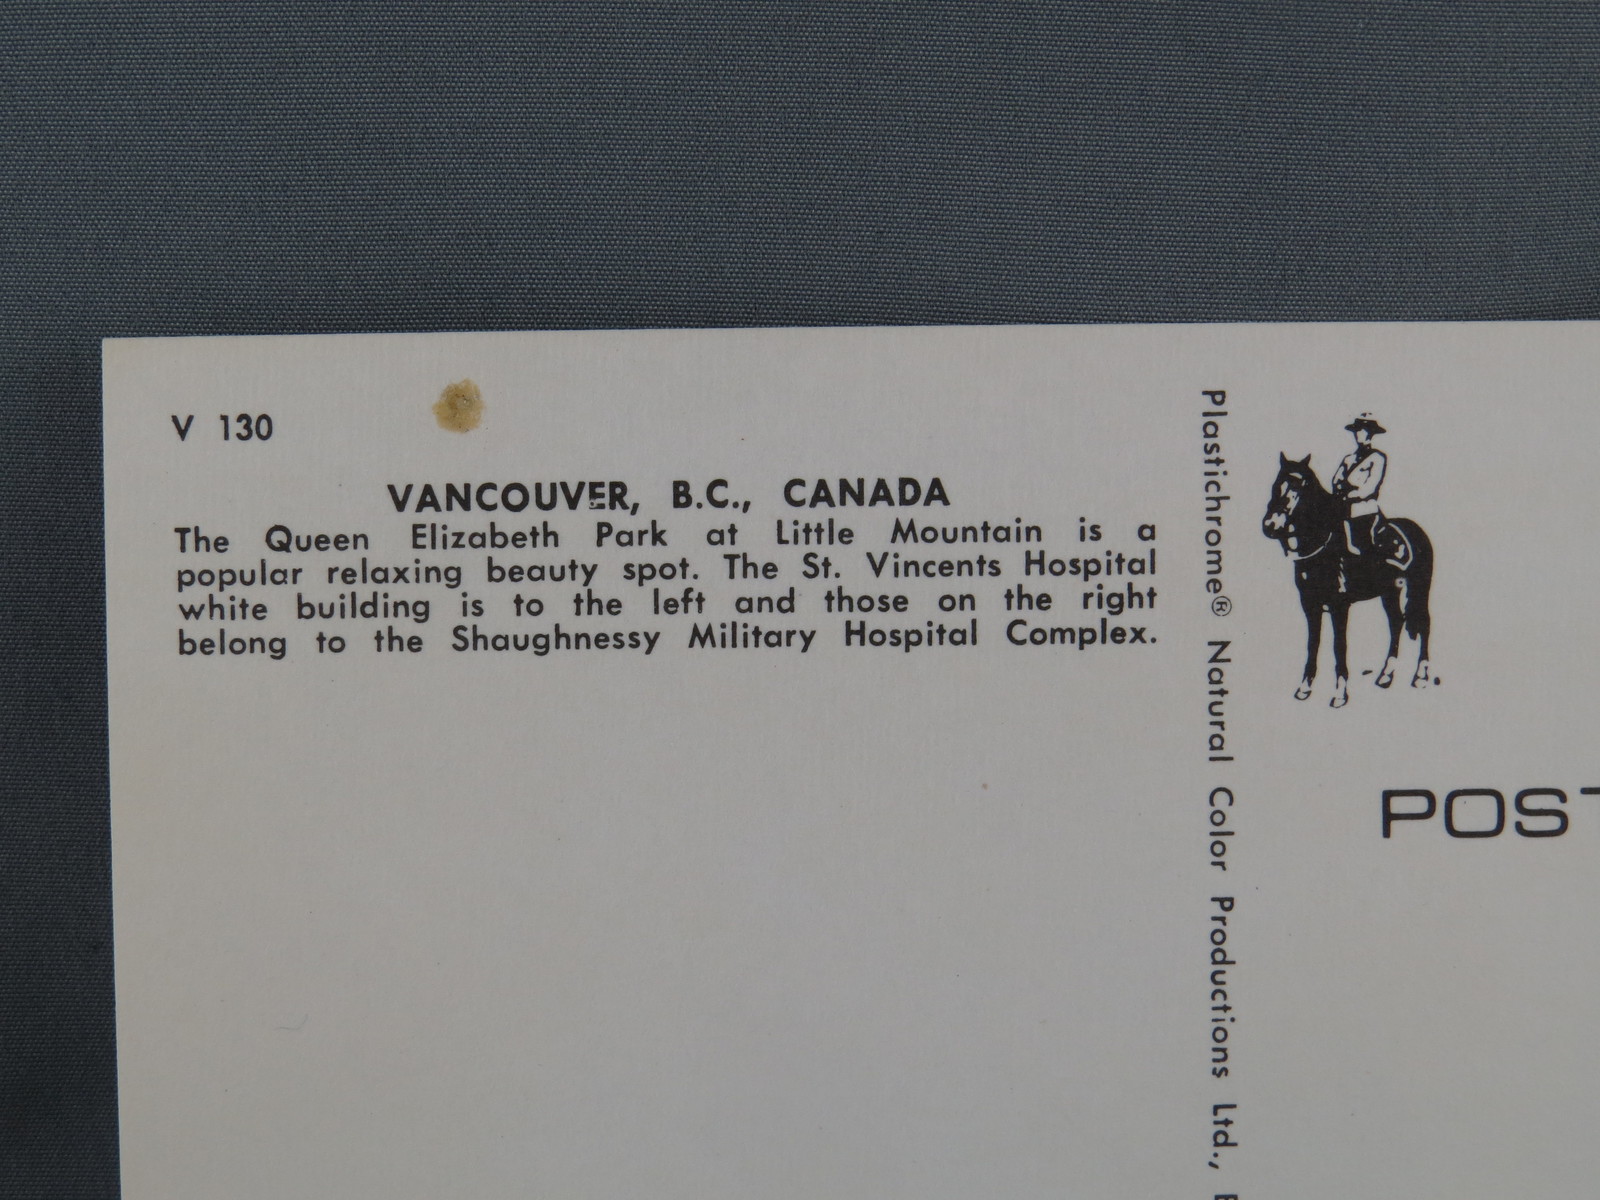 V 130
VANCOUVER, B.C., CANADA
The Queen Elizabeth Park at Little Mountain is a
popular relaxing beauty spot. The St. Vincents Hospital
white building is to the left and those on the right
belong to the Shaughnessy Military Hospital Complex.
Plastichrome® Natural Color Productions Ltd.,
POST